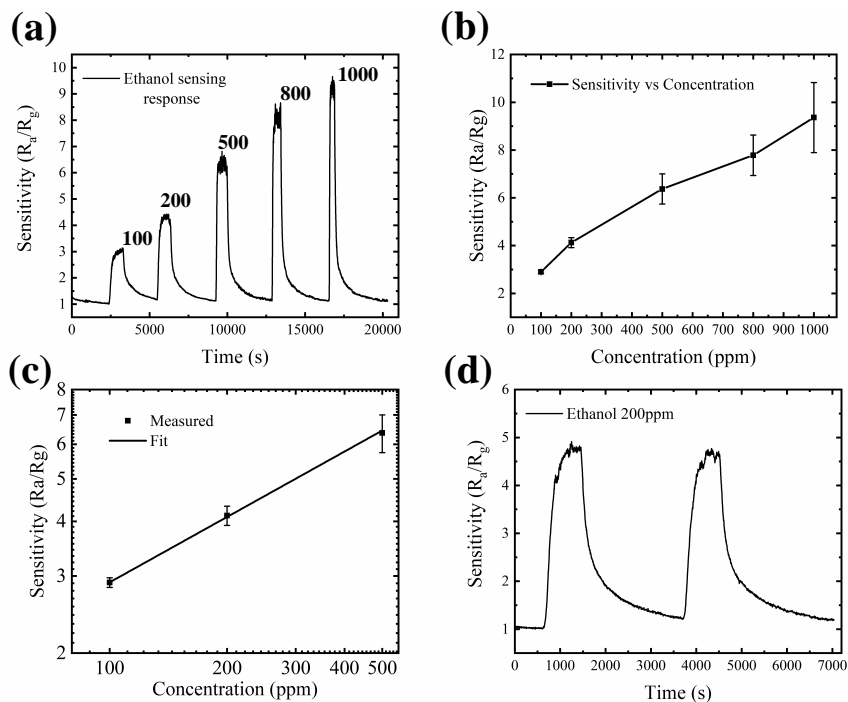 (a)
Ethanol sensing
response
100
200
500
800
1000
10
9
8
7
6
5
4
3
2
1
0
5000
10000
15000
20000
Sensitivity (Ra/Rg)
Time (s)
(b)
Sensitivity vs Concentration
12
10
8
6
4
2
0 100 200 300 400 500 600 700 800 900 1000
Sensitivity (Ra/Rg)
Concentration (ppm)
(c)
Measured
Fit
8
7
6
5
4
3
2
100
200
300
400
500
Sensitivity (Ra/Rg)
Concentration (ppm)
(d)
Ethanol 200ppm
6
5
4
3
2
1
0 1000 2000 3000 4000 5000 6000 7000
Sensitivity (Ra/Rg)
Time (s)